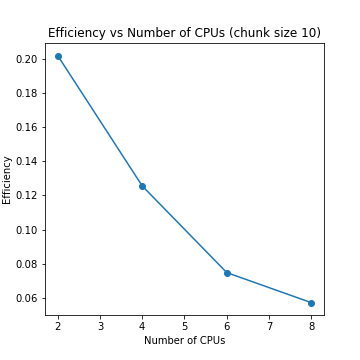 Efficiency vs Number of CPUs (chunk size 10)
0.20
0.18
0.16
0.14
0.12
0.10
0.08
0.06
Efficiency
2 3 4 5 6 7 8
Number of CPUs